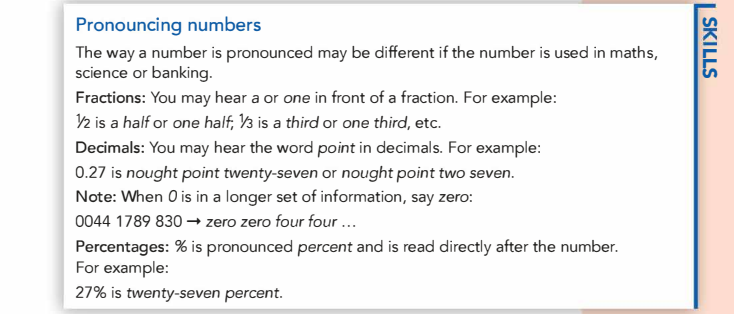 Pronouncing numbers
The way a number is pronounced may be different if the number is used in maths,
science or banking.
Fractions: You may hear a or one in front of a fraction. For example:
½ is a half or one half; ⅓ is a third or one third, etc.
Decimals: You may hear the word point in decimals. For example:
0.27 is nought point twenty-seven or nought point two seven.
Note: When 0 is in a longer set of information, say zero:
0044 1789 830 → zero zero four four …
Percentages: % is pronounced percent and is read directly after the number.
For example:
27% is twenty-seven percent.
SKILLS